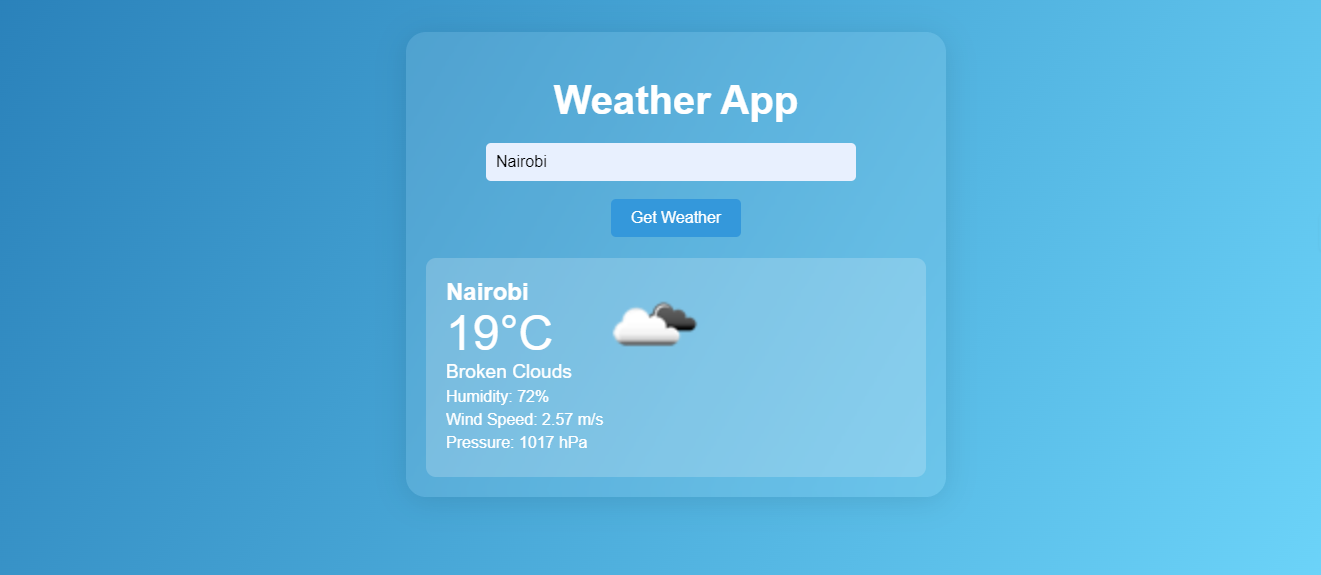 Weather App
Nairobi
Get Weather
Nairobi
19°C
Broken Clouds
Humidity: 72%
Wind Speed: 2.57 m/s
Pressure: 1017 hPa